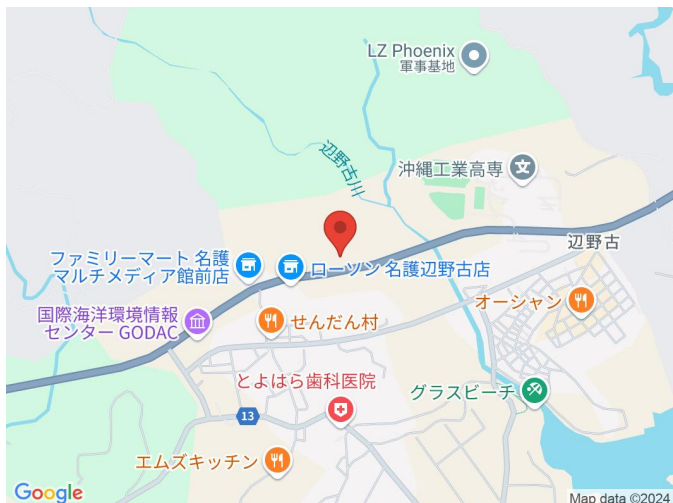 LZ Phoenix
軍事基地
辺野古川
沖縄工業高専
辺野古
ファミリーマート 名護
マルチメディア館前店
ローソン 名護辺野古店
国際海洋環境情報
センター GODAC
せんだん村
オーシャン
とよはら歯科医院
グラスビーチ
13
エムズキッチン
Google
Map data ©2024